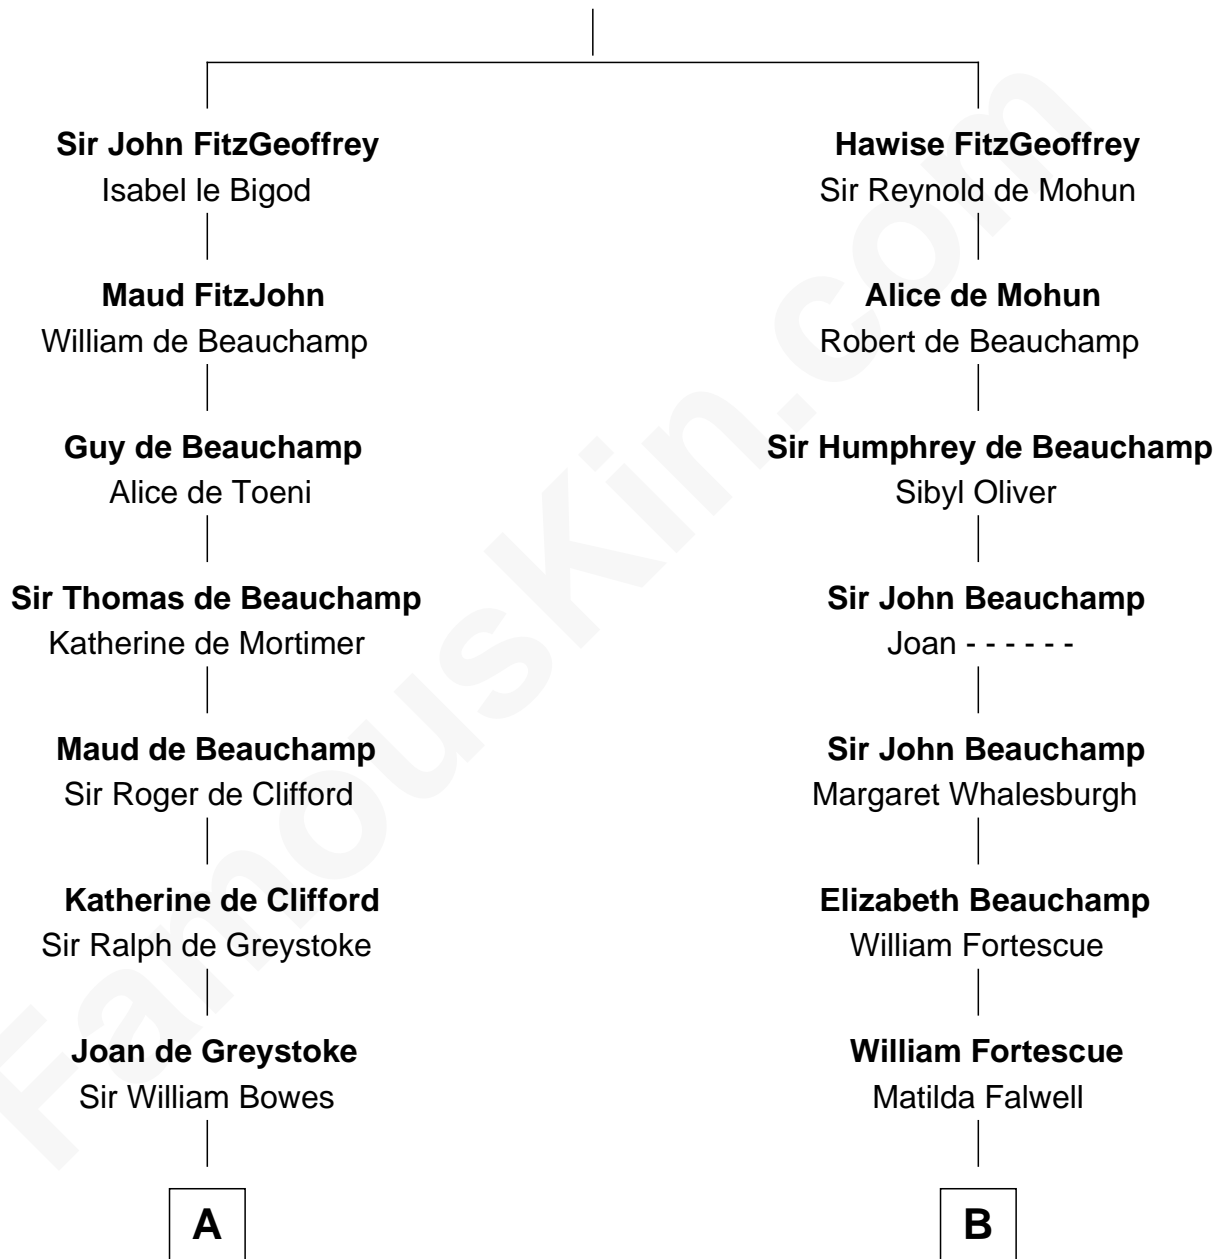 Sir John FitzGeoffrey
Isabel le Bigod
Maud FitzJohn
William de Beauchamp
Guy de Beauchamp
Alice de Toeni
Sir Thomas de Beauchamp
Katherine de Mortimer
Maud de Beauchamp
Sir Roger de Clifford
Katherine de Clifford
Sir Ralph de Greystoke
Joan de Greystoke
Sir William Bowes
A
Hawise FitzGeoffrey
Sir Reynold de Mohun
Alice de Mohun
Robert de Beauchamp
Sir Humphrey de Beauchamp
Sibyl Oliver
Sir John Beauchamp
Joan - - - - - -
Sir John Beauchamp
Margaret Whalesburgh
Elizabeth Beauchamp
William Fortescue
William Fortescue
Matilda Falwell
B
FamousKin.com